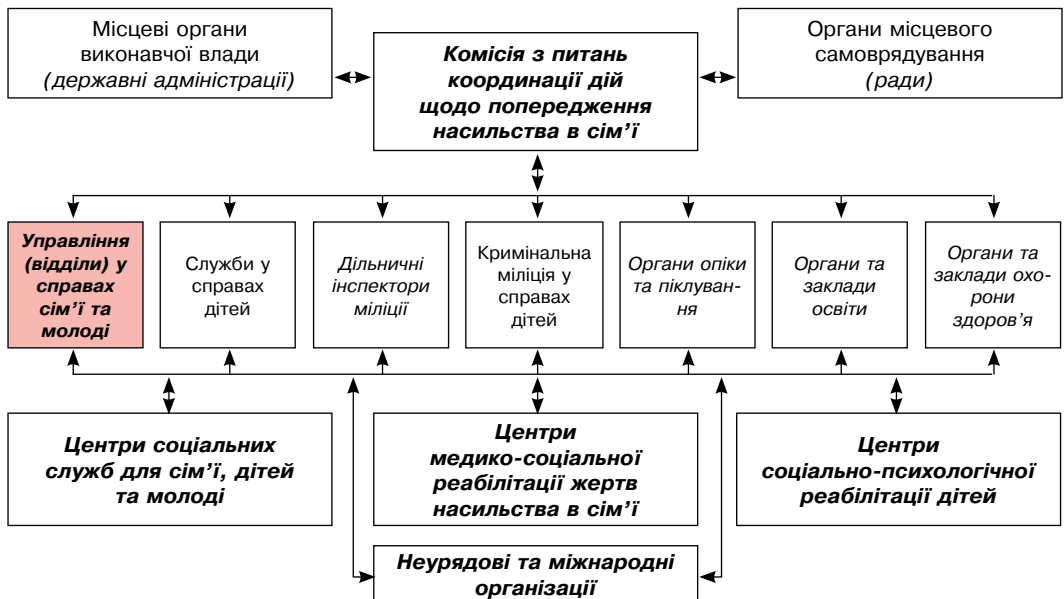 Місцеві органи
виконавчої влади
(державні адміністрації)
Комісія з питань
координації дій
щодо попередження
насильства в сім’ї
Органи місцевого
самоврядування
(ради)
Управління
(відділи) у
справах
сім’ї та
молоді
Служби у
справах
дітей
Дільничні
інспектори
міліції
Кримінальна
міліція у
справах
дітей
Органи опіки
та піклуван-
ня
Органи та
заклади
освіти
Органи та
заклади охо-
рони
здоров’я
Центри соціальних
служб для сім’ї, дітей
та молоді
Центри
медико-соціальної
реабілітації жертв
насильства в сім’ї
Центри
соціально-психологічної
реабілітації дітей
Неурядові та міжнародні
організації